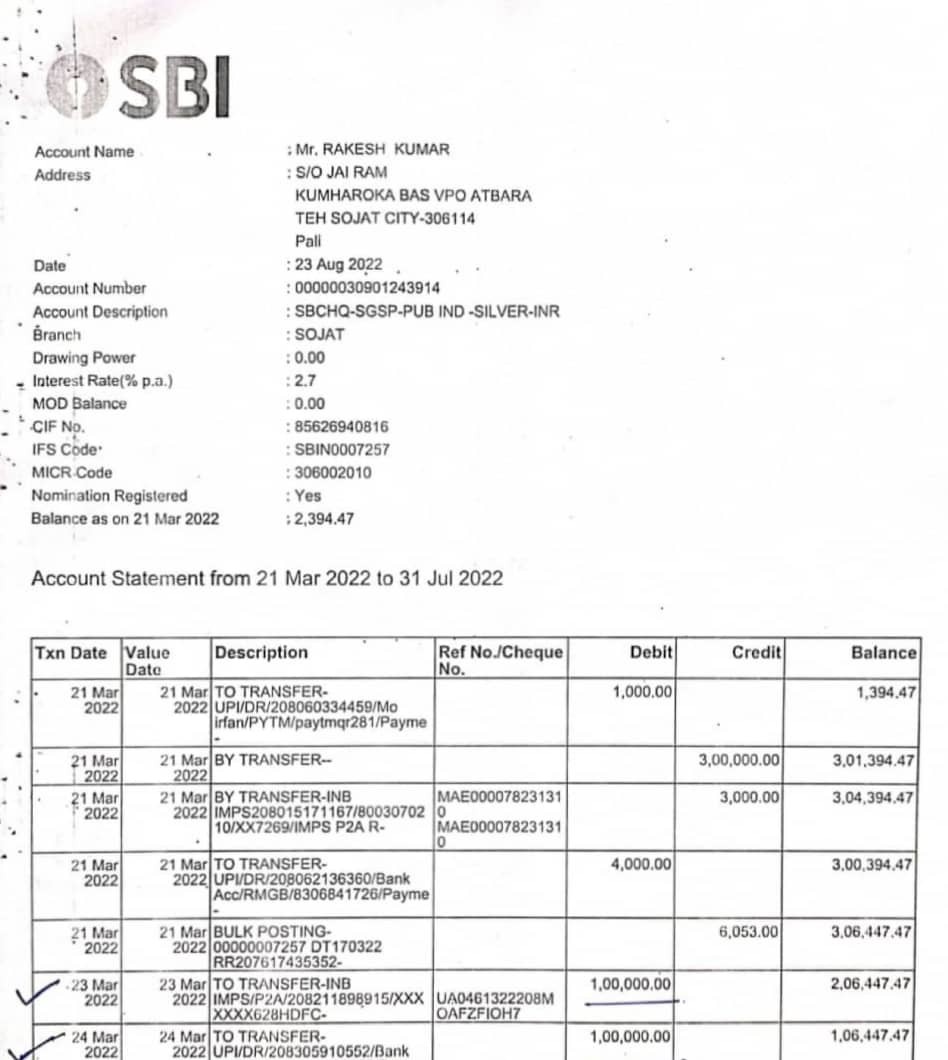 SBI
Account Name : Mr. RAKESH KUMAR
Address : S/O JAI RAM
KUMHAROKA BAS VPO ATBARA
TEH SOJAT CITY-306114
Pali
Date : 23 Aug 2022
Account Number : 00000030901243914
Account Description : SBCHQ-SGSP-PUB IND -SILVER-INR
Branch : SOJAT
Drawing Power : 0.00
Interest Rate(% p.a.) : 2.7
MOD Balance : 0.00
CIF No. : 85626940816
IFS Code : SBIN0007257
MICR Code : 306002010
Nomination Registered : Yes
Balance as on 21 Mar 2022 : 2,394.47
Account Statement from 21 Mar 2022 to 31 Jul 2022
Txn Date Value Description Ref No./Cheque Debit Credit Balance
Date No.
21 Mar 21 Mar TO TRANSFER- 1,000.00 1,394.47
2022 2022 UPI/DR/208060334459/Mo
irfan/PYTM/paytmqr281/Payme
-
21 Mar 21 Mar BY TRANSFER-- 3,00,000.00 3,01,394.47
2022 2022
21 Mar 21 Mar BY TRANSFER-INB MAE00007823131 3,000.00 3,04,394.47
2022 2022 IMPS208015171167/80030702 0
10/XX7269/IMPS P2A R- MAE00007823131
0
21 Mar 21 Mar TO TRANSFER- 4,000.00 3,00,394.47
2022 2022 UPI/DR/208062136360/Bank
Acc/RMGB/8306841726/Payme
-
21 Mar 21 Mar BULK POSTING- 6,053.00 3,06,447.47
2022 2022 00000007257 DT170322
RR207617435352-
23 Mar 23 Mar TO TRANSFER-INB 1,00,000.00 2,06,447.47
2022 2022 IMPS/P2A/208211898915/XXX UA0461322208M
XXXXX628HDFC- OAFZFIOH7
24 Mar 24 Mar TO TRANSFER- 1,00,000.00 1,06,447.47
2022 2022 UPI/DR/208305910552/Bank